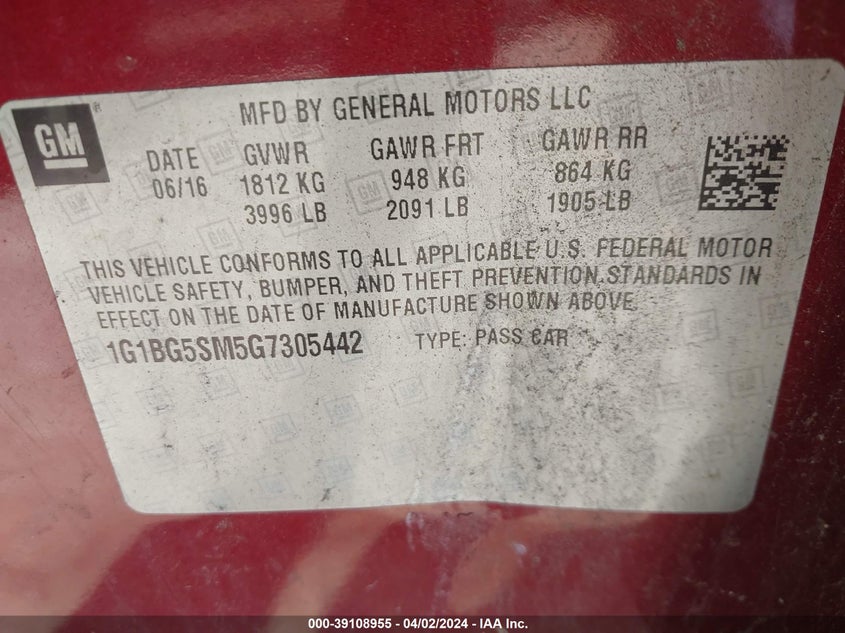 GM
MFD BY GENERAL MOTORS LLC
DATE GVWR GAWR FRT GAWR RR
06/16 1812 KG 948 KG 864 KG
3996 LB 2091 LB 1905 LB
THIS VEHICLE CONFORMS TO ALL APPLICABLE U.S. FEDERAL MOTOR
VEHICLE SAFETY, BUMPER, AND THEFT PREVENTION STANDARDS IN
EFFECT ON THE DATE OF MANUFACTURE SHOWN ABOVE.
1G1BG5SM5G7305442 TYPE: PASS CAR
000-39108955 - 04/02/2024 - IAA Inc.